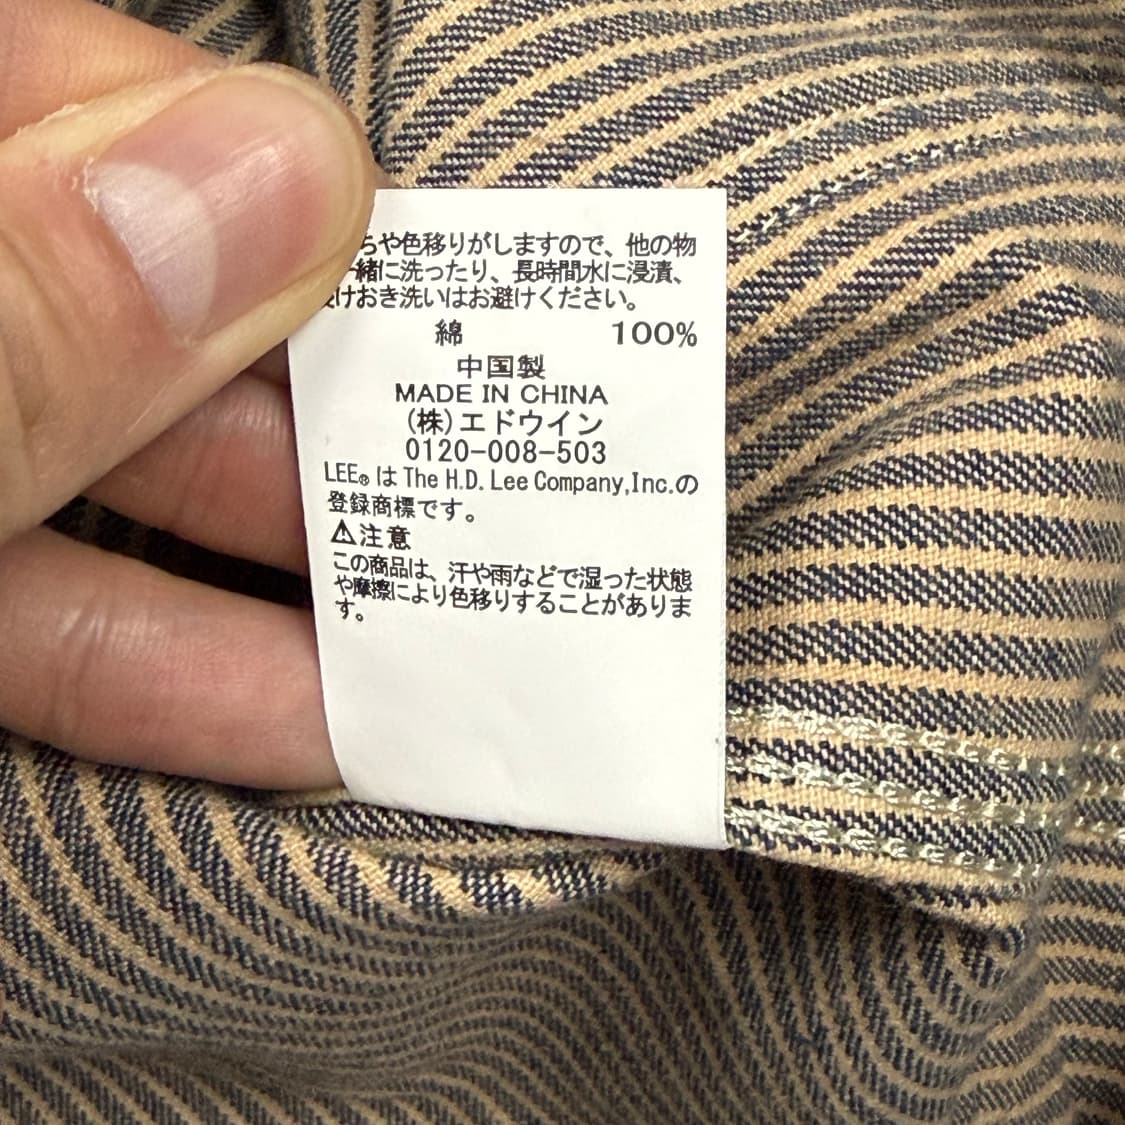 ちや色移りがしますので、他の物
一緒に洗ったり、長時間水に浸漬、
けおき洗いはお避けください。
綿 100%
中国製
MADE IN CHINA
(株)エドウイン
0120-008-503
LEE®はThe H.D. Lee Company,Inc.の
登録商標です。
⚠注意
この商品は、汗や雨などで湿った状態
や摩擦により色移りすることがありま
す。